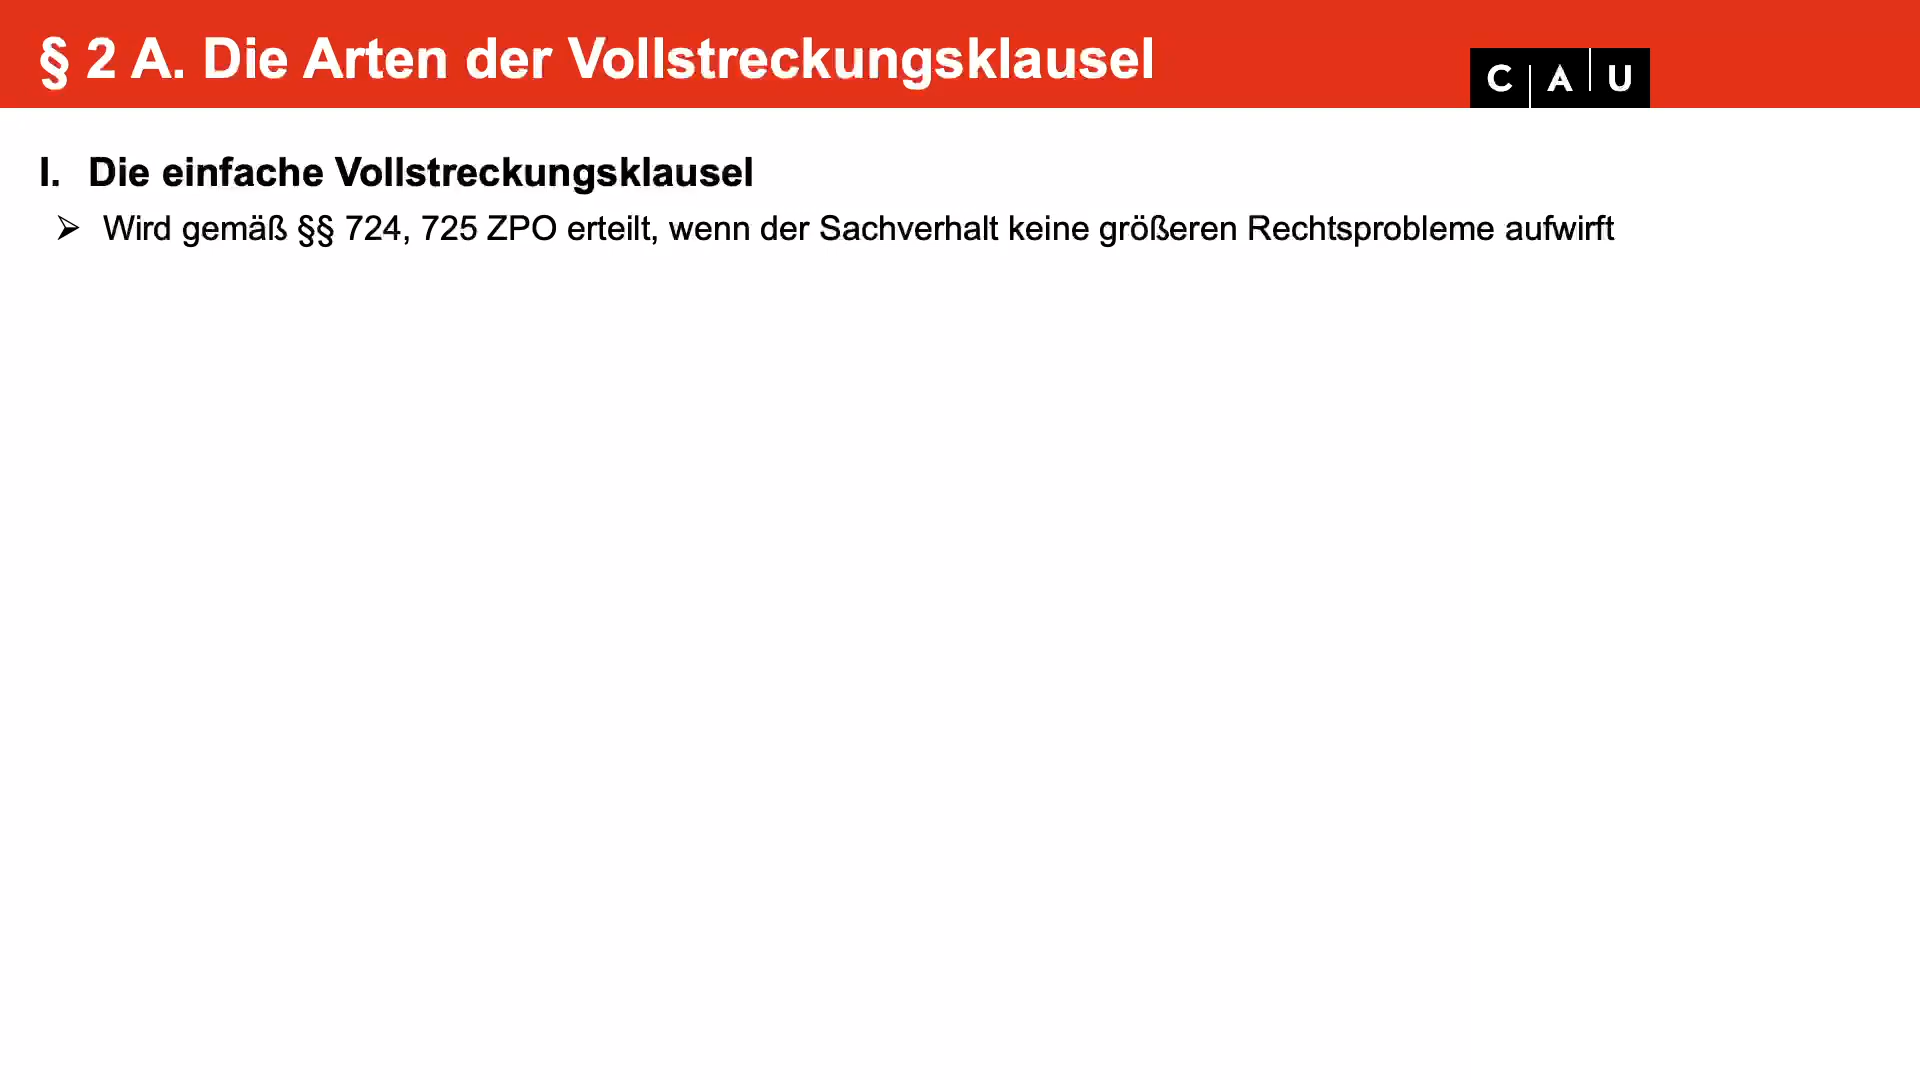 § 2 A. Die Arten der Vollstreckungsklausel
C A U
I. Die einfache Vollstreckungsklausel
➢ Wird gemäß §§ 724, 725 ZPO erteilt, wenn der Sachverhalt keine größeren Rechtsprobleme aufwirft